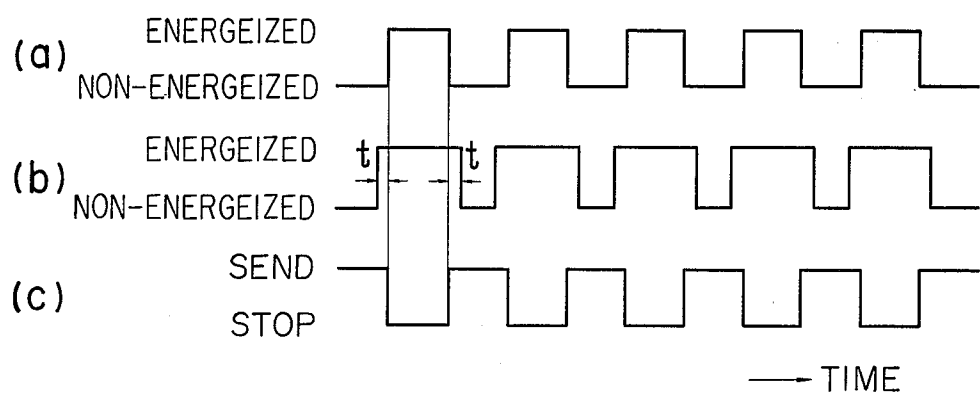 (a)
ENERGEIZED
NON-ENERGEIZED
(b)
ENERGEIZED
t t
NON-ENERGEIZED
(c)
SEND
STOP
TIME